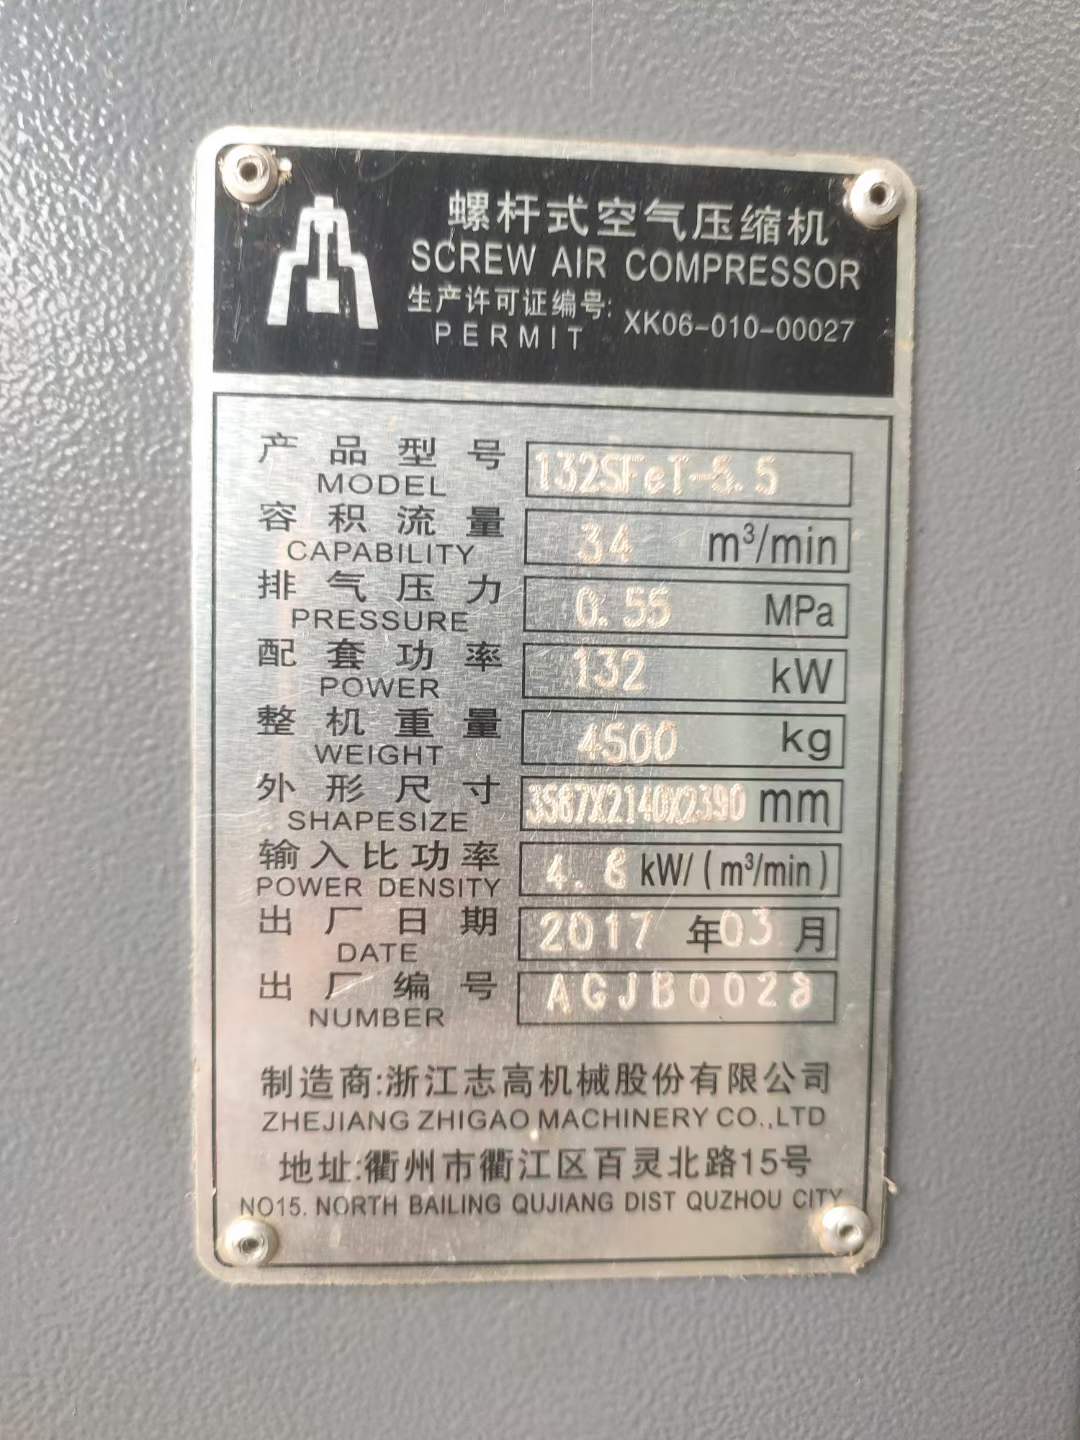 螺杆式空气压缩机
SCREW AIR COMPRESSOR
生产许可证编号: XK06-010-00027
PERMIT
产品型号 132SFeT-5.5
MODEL
容积流量 34 m³/min
CAPABILITY
排气压力 0.55 MPa
PRESSURE
配套功率 132 kW
POWER
整机重量 4500 kg
WEIGHT
外形尺寸 3587X2140X2390 mm
SHAPESIZE
输入比功率 4.8 kW/(m³/min)
POWER DENSITY
出厂日期 2017 年 03 月
DATE
出厂编号 AGJB0028
NUMBER
制造商:浙江志高机械股份有限公司
ZHEJIANG ZHIGAO MACHINERY CO.,LTD
地址:衢州市衢江区百灵北路15号
NO15. NORTH BAILING QUJIANG DIST QUZHOU CITY